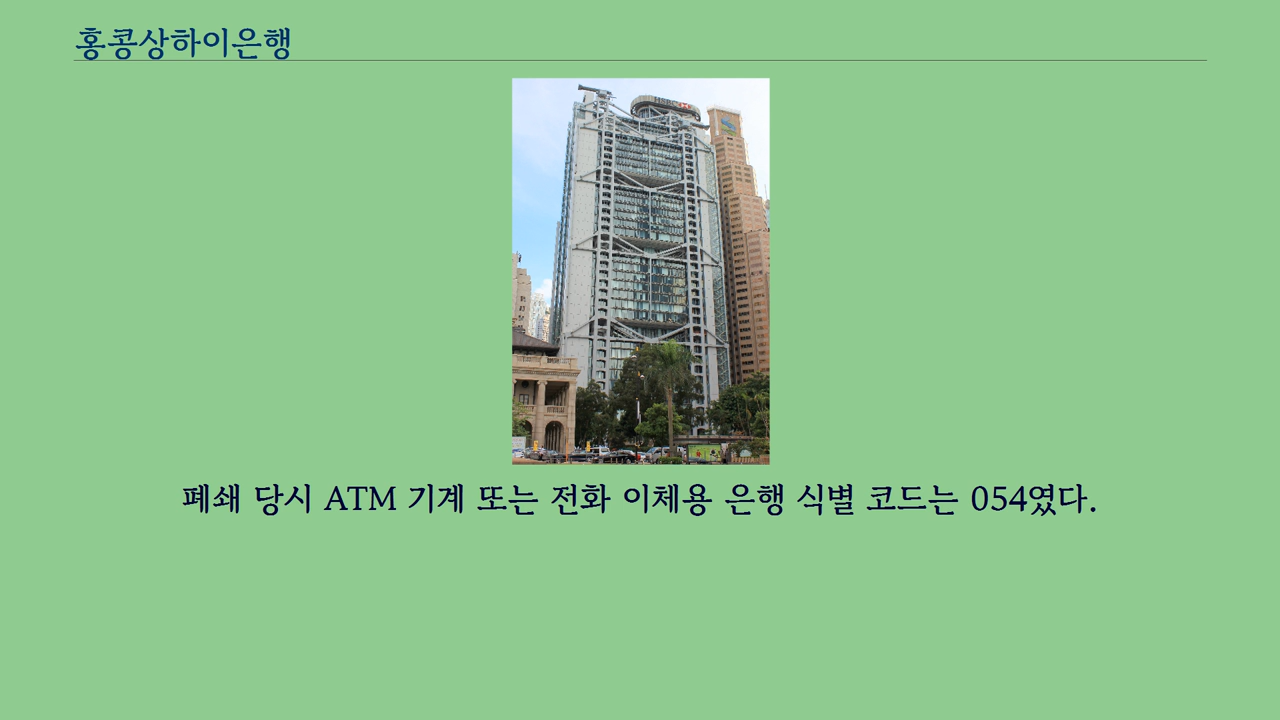 홍콩상하이은행
폐쇄 당시 ATM 기계 또는 전화 이체용 은행 식별 코드는 054였다.